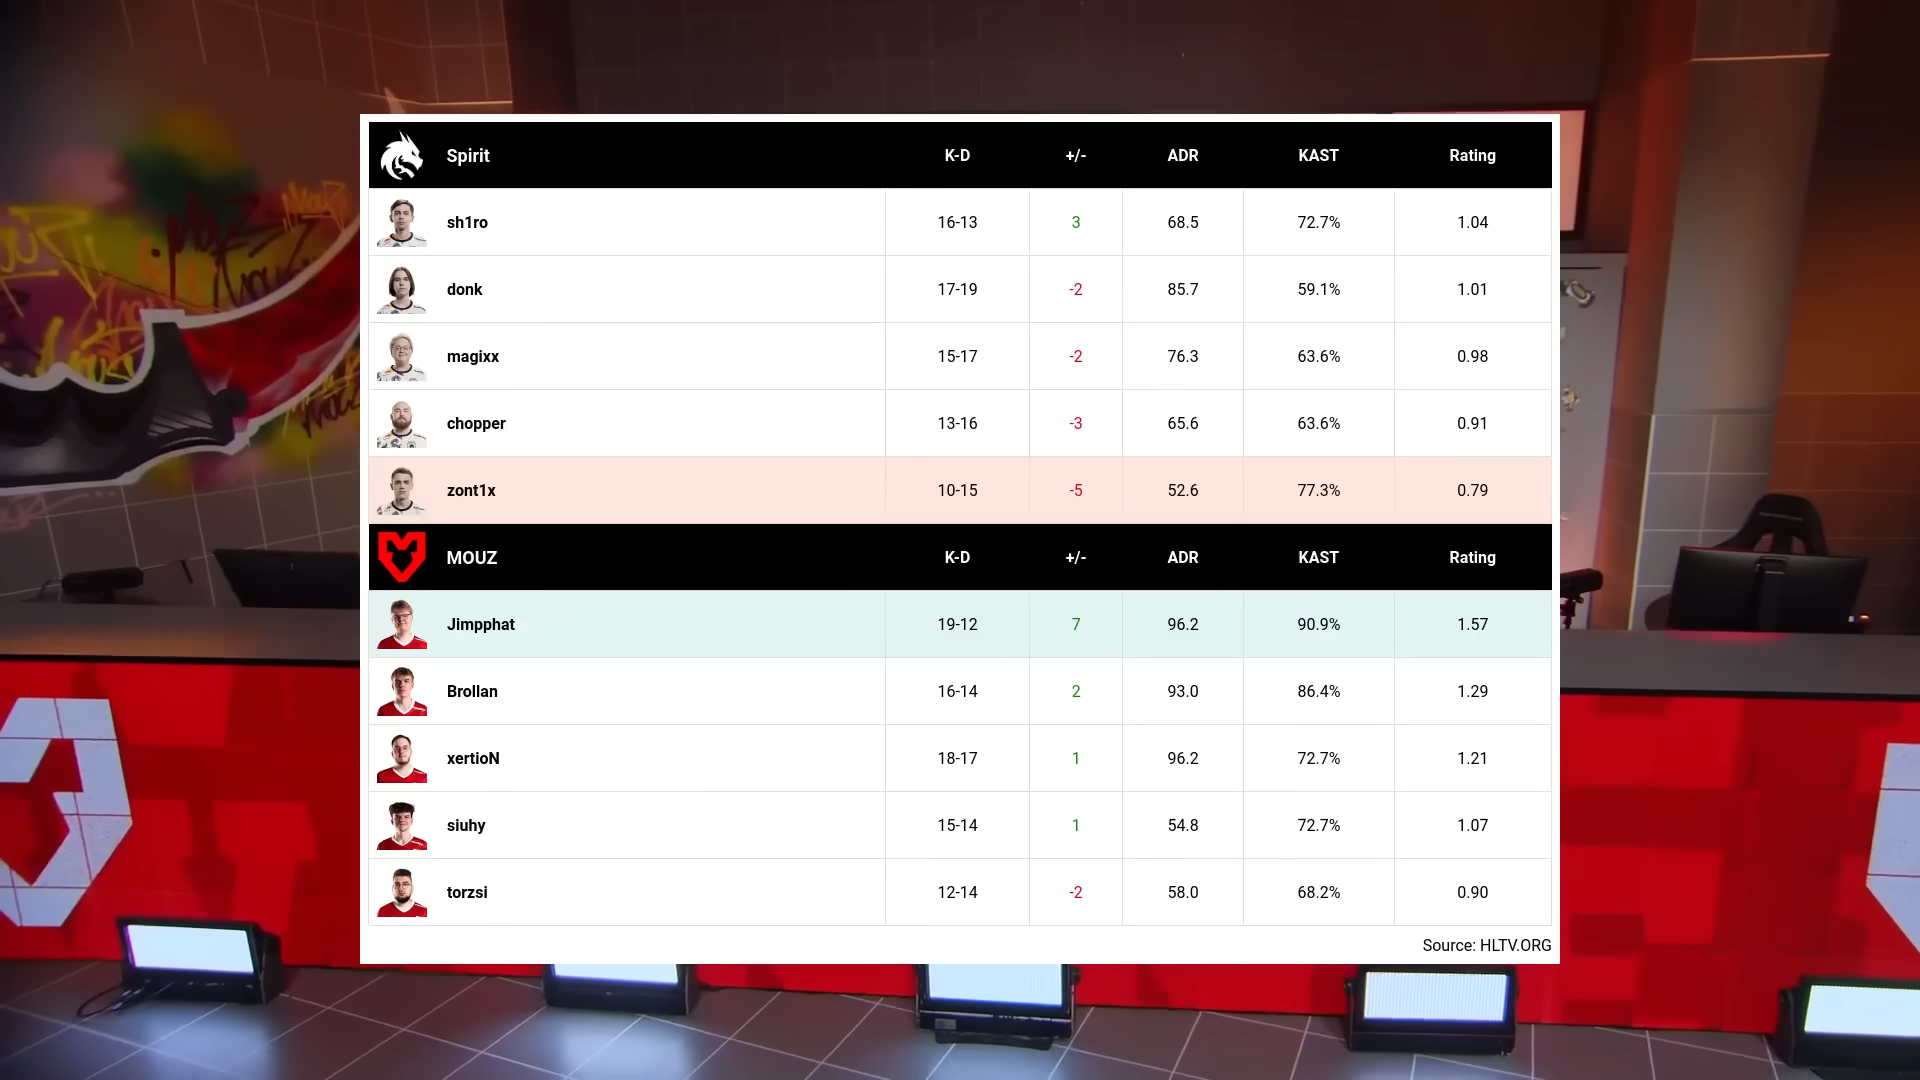 Spirit K-D +/- ADR KAST Rating
sh1ro 16-13 3 68.5 72.7% 1.04
donk 17-19 -2 85.7 59.1% 1.01
magixx 15-17 -2 76.3 63.6% 0.98
chopper 13-16 -3 65.6 63.6% 0.91
zont1x 10-15 -5 52.6 77.3% 0.79
MOUZ K-D +/- ADR KAST Rating
Jimpphat 19-12 7 96.2 90.9% 1.57
Brollan 16-14 2 93.0 86.4% 1.29
xertioN 18-17 1 96.2 72.7% 1.21
siuhy 15-14 1 54.8 72.7% 1.07
torzsi 12-14 -2 58.0 68.2% 0.90
Source: HLTV.ORG